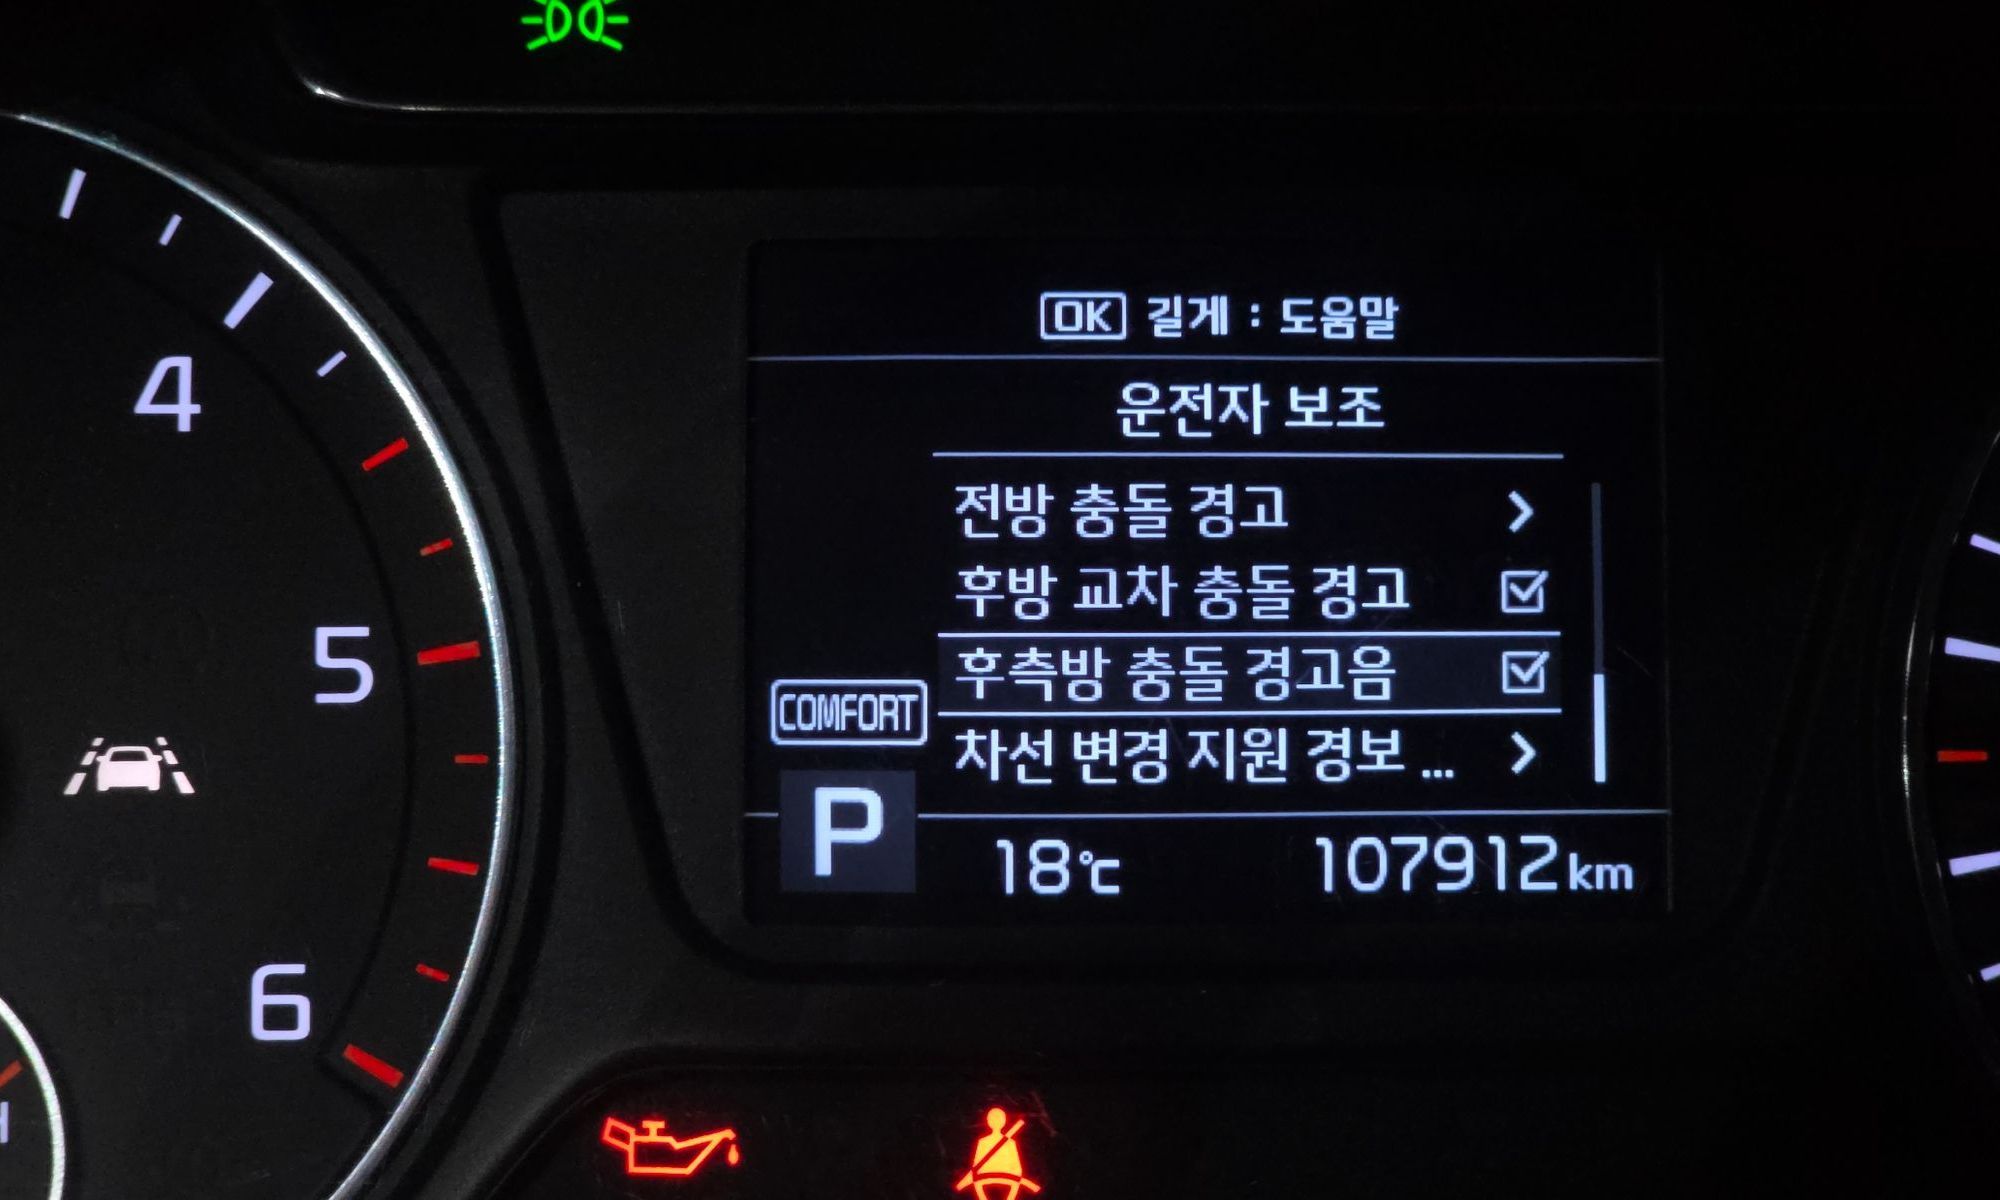 OK 길게 : 도움말
운전자 보조
전방 충돌 경고
후방 교차 충돌 경고
후측방 충돌 경고음
차선 변경 지원 경보 ...
COMFORT
P
18℃ 107912 km
4
5
6
H